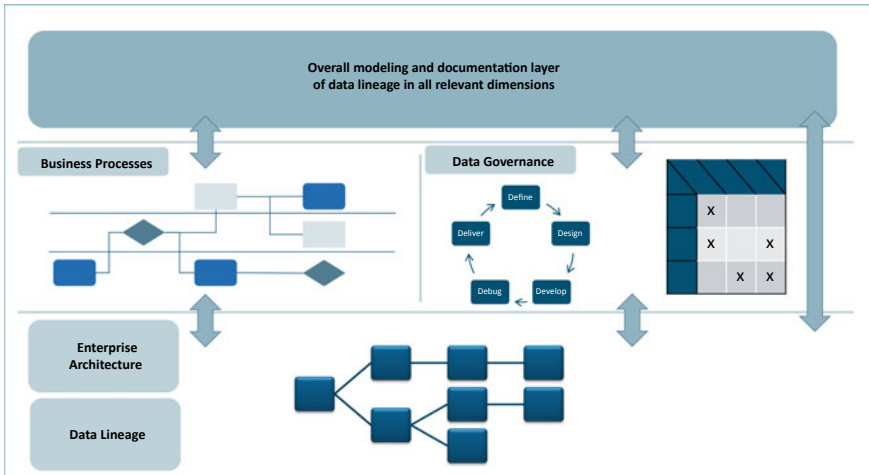 Overall modeling and documentation layer
of data lineage in all relevant dimensions
Business Processes
Data Governance
Define
Deliver
Design
Debug
Develop
X
X X
X X
Enterprise
Architecture
Data Lineage